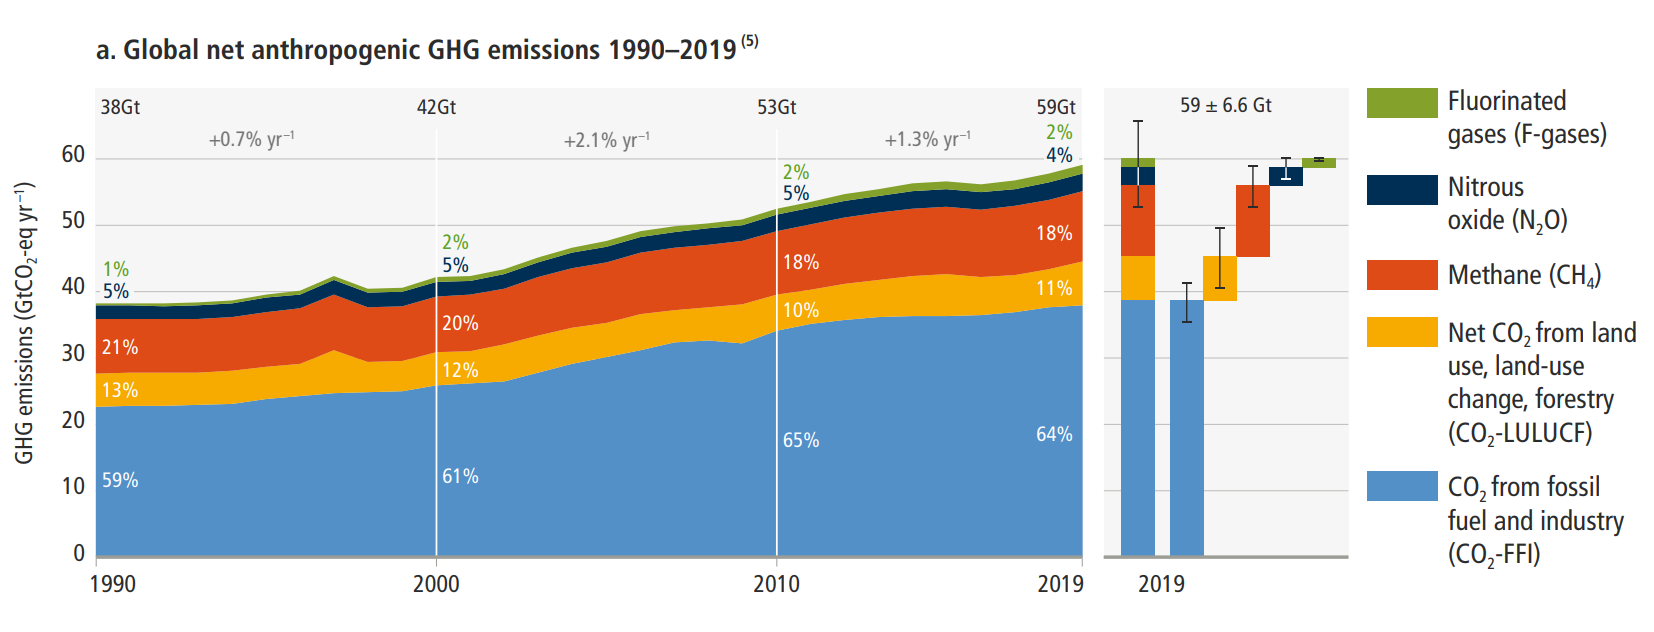 a. Global net anthropogenic GHG emissions 1990–2019 (5)
38Gt 42Gt 53Gt 59Gt
+0.7% yr⁻¹ +2.1% yr⁻¹ +1.3% yr⁻¹
GHG emissions (GtCO₂-eq yr⁻¹)
60
50
40
30
20
10
0
1%
5%
21%
13%
59%
2%
5%
20%
12%
61%
2%
5%
18%
10%
65%
2%
4%
18%
11%
64%
1990 2000 2010 2019
59 ± 6.6 Gt
2019
Fluorinated
gases (F-gases)
Nitrous
oxide (N₂O)
Methane (CH₄)
Net CO₂ from land
use, land-use
change, forestry
(CO₂-LULUCF)
CO₂ from fossil
fuel and industry
(CO₂-FFI)